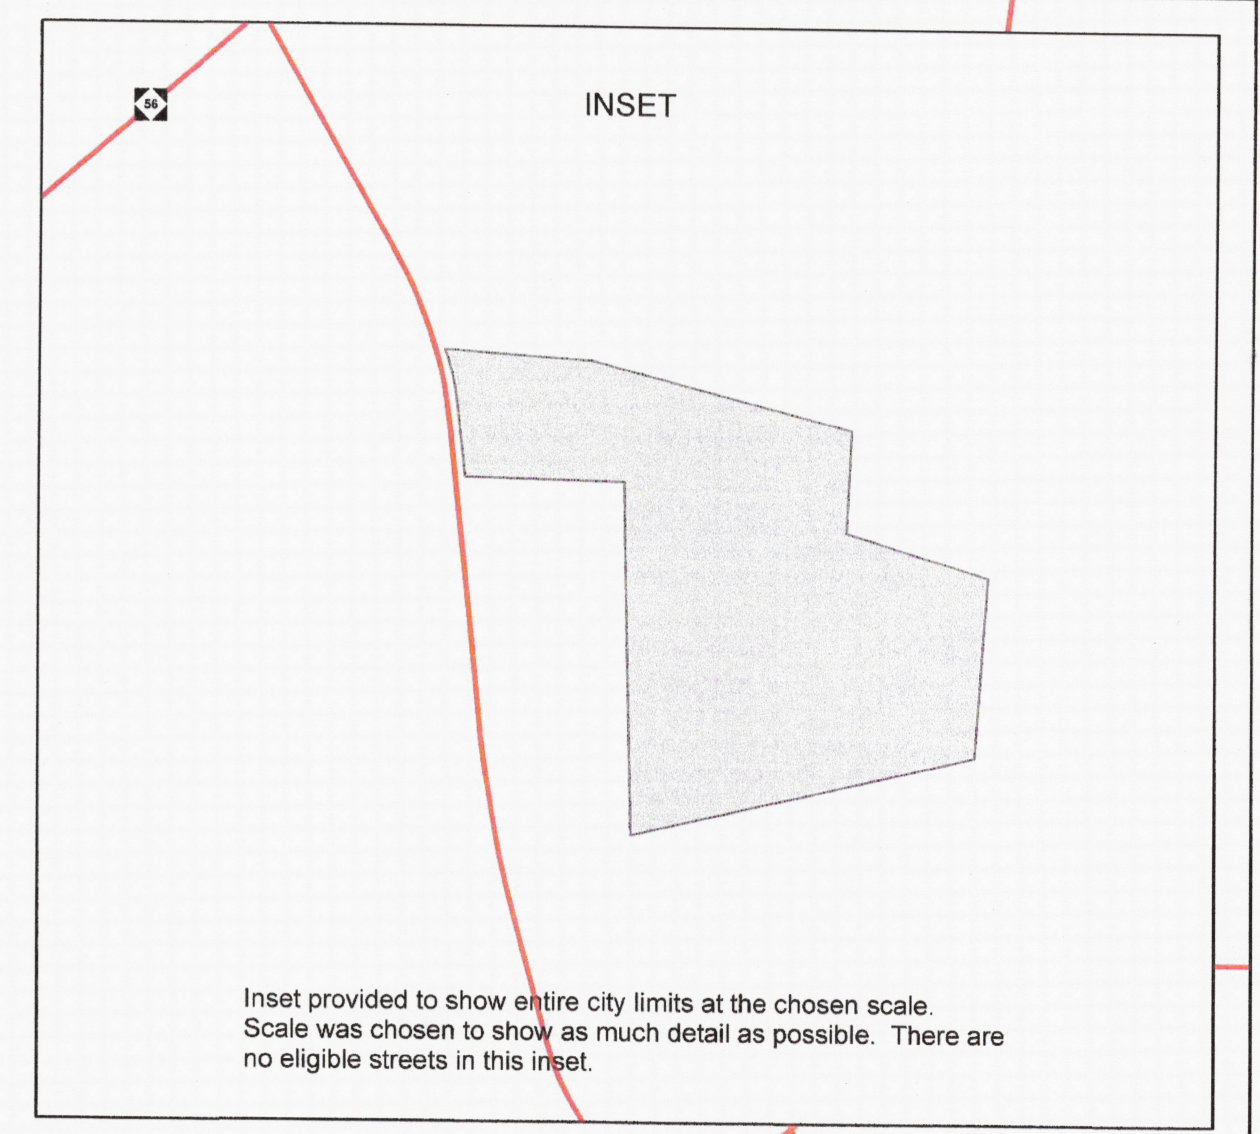 56
INSET
Inset provided to show entire city limits at the chosen scale.
Scale was chosen to show as much detail as possible. There are
no eligible streets in this inset.